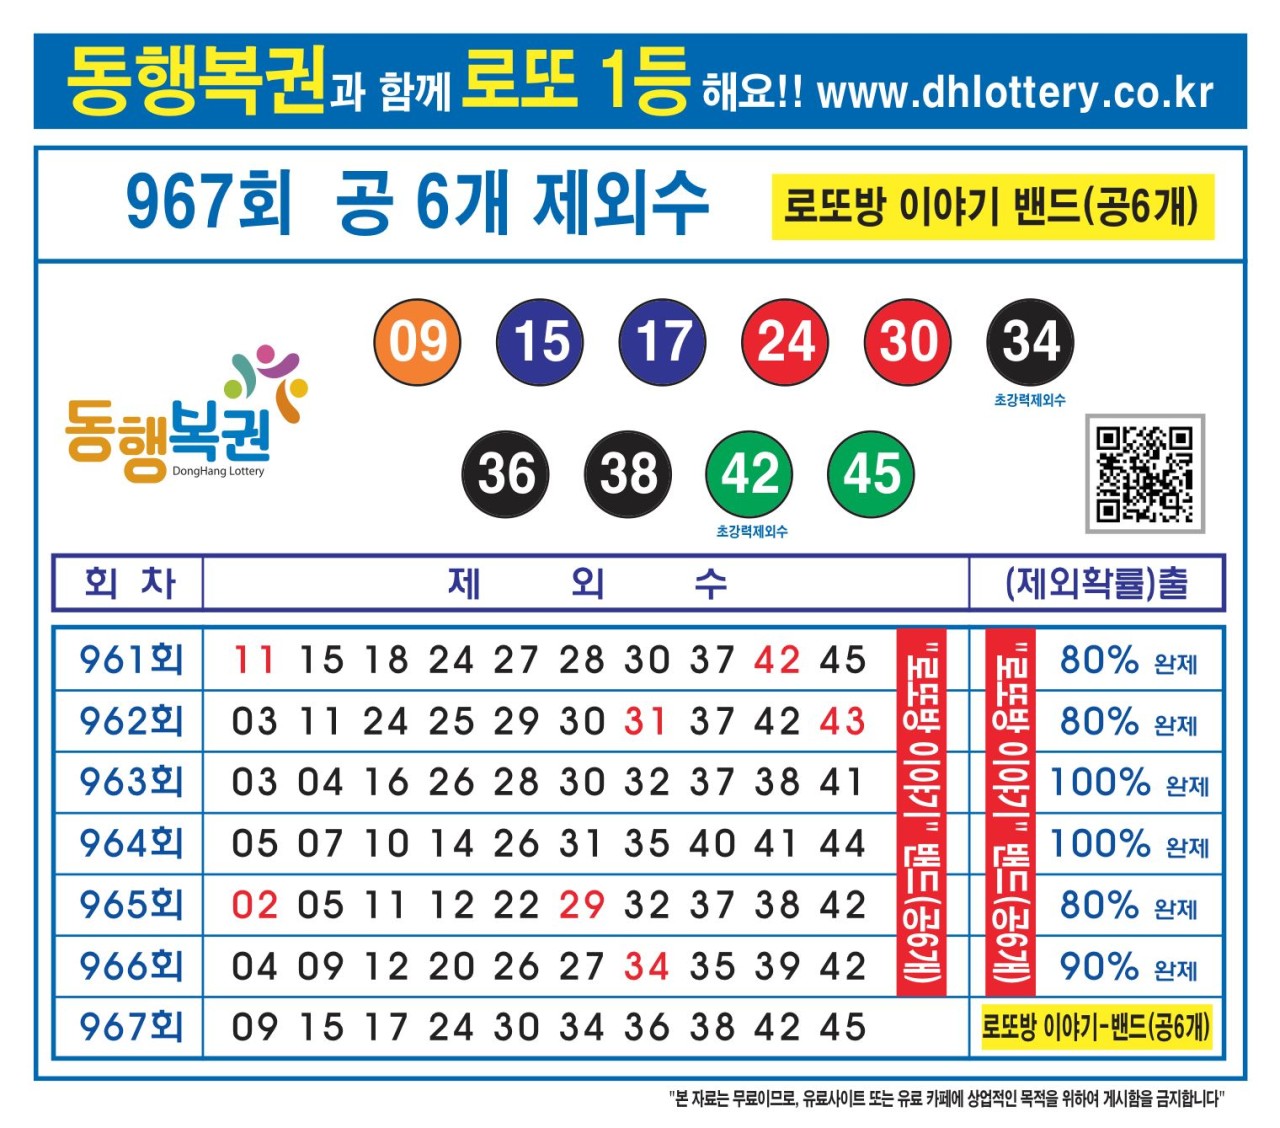 동행복권과 함께 로또 1등 해요!! www.dhlottery.co.kr
967회 공 6개 제외수 로또방 이야기 밴드(공6개)
09 15 17 24 30 34
초강력제외수
동행복권
DongHang Lottery
36 38 42 45
초강력제외수
회 차 제 외 수 (제외확률)출
961회 11 15 18 24 27 28 30 37 42 45 80% 완제
962회 03 11 24 25 29 30 31 37 42 43 80% 완제
963회 03 04 16 26 28 30 32 37 38 41 100% 완제
964회 05 07 10 14 26 31 35 40 41 44 100% 완제
965회 02 05 11 12 22 29 32 37 38 42 80% 완제
966회 04 09 12 20 26 27 34 35 39 42 90% 완제
"로또방 이야기" 밴드(공6개)
"로또방 이야기" 밴드(공6개)
967회 09 15 17 24 30 34 36 38 42 45 로또방 이야기-밴드(공6개)
"본 자료는 무료이므로, 유료사이트 또는 유료 카페에 상업적인 목적을 위하여 게시함을 금지합니다"